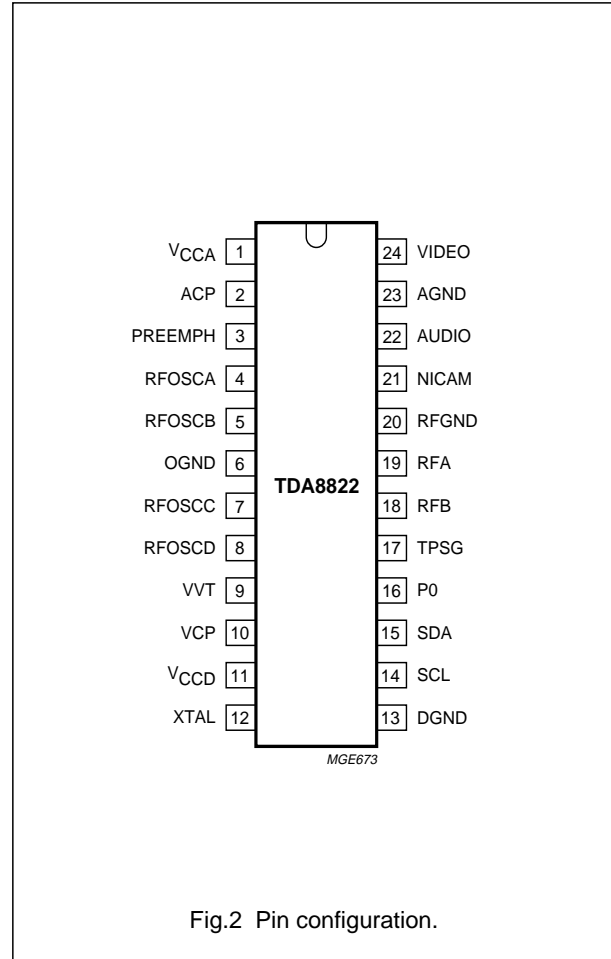 VCCA 1 24 VIDEO
ACP 2 23 AGND
PREEMPH 3 22 AUDIO
RFOSCA 4 21 NICAM
RFOSCB 5 20 RFGND
OGND 6 19 RFA
TDA8822
RFOSCC 7 18 RFB
RFOSCD 8 17 TPSG
VVT 9 16 P0
VCP 10 15 SDA
VCCD 11 14 SCL
XTAL 12 13 DGND
MGE673
Fig.2 Pin configuration.